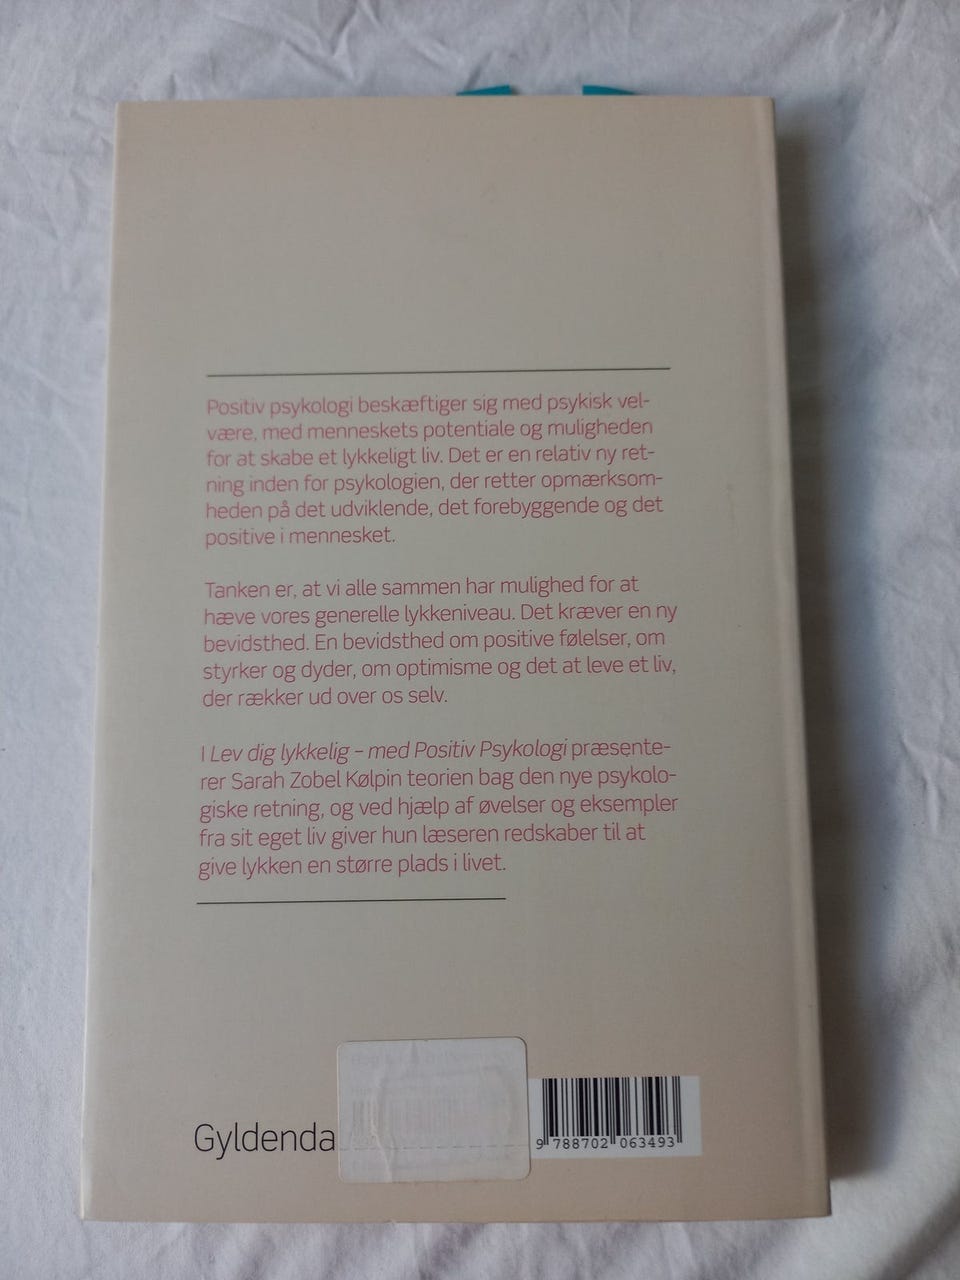 Positiv psykologi beskæftiger sig med psykisk vel-
være, med menneskets potentiale og muligheden
for at skabe et lykkeligt liv. Det er en relativ ny ret-
ning inden for psykologien, der retter opmærksom-
heden på det udviklende, det forebyggende og det
positive i mennesket.
Tanken er, at vi alle sammen har mulighed for at
hæve vores generelle lykkeniveau. Det kræver en ny
bevidsthed. En bevidsthed om positive følelser, om
styrker og dyder, om optimisme og det at leve et liv,
der rækker ud over os selv.
I Lev dig lykkelig – med Positiv Psykologi præsente-
rer Sarah Zobel Kølpin teorien bag den nye psykolo-
giske retning, og ved hjælp af øvelser og eksempler
fra sit eget liv giver hun læseren redskaber til at
give lykken en større plads i livet.
Gyldenda
9 788702 063493